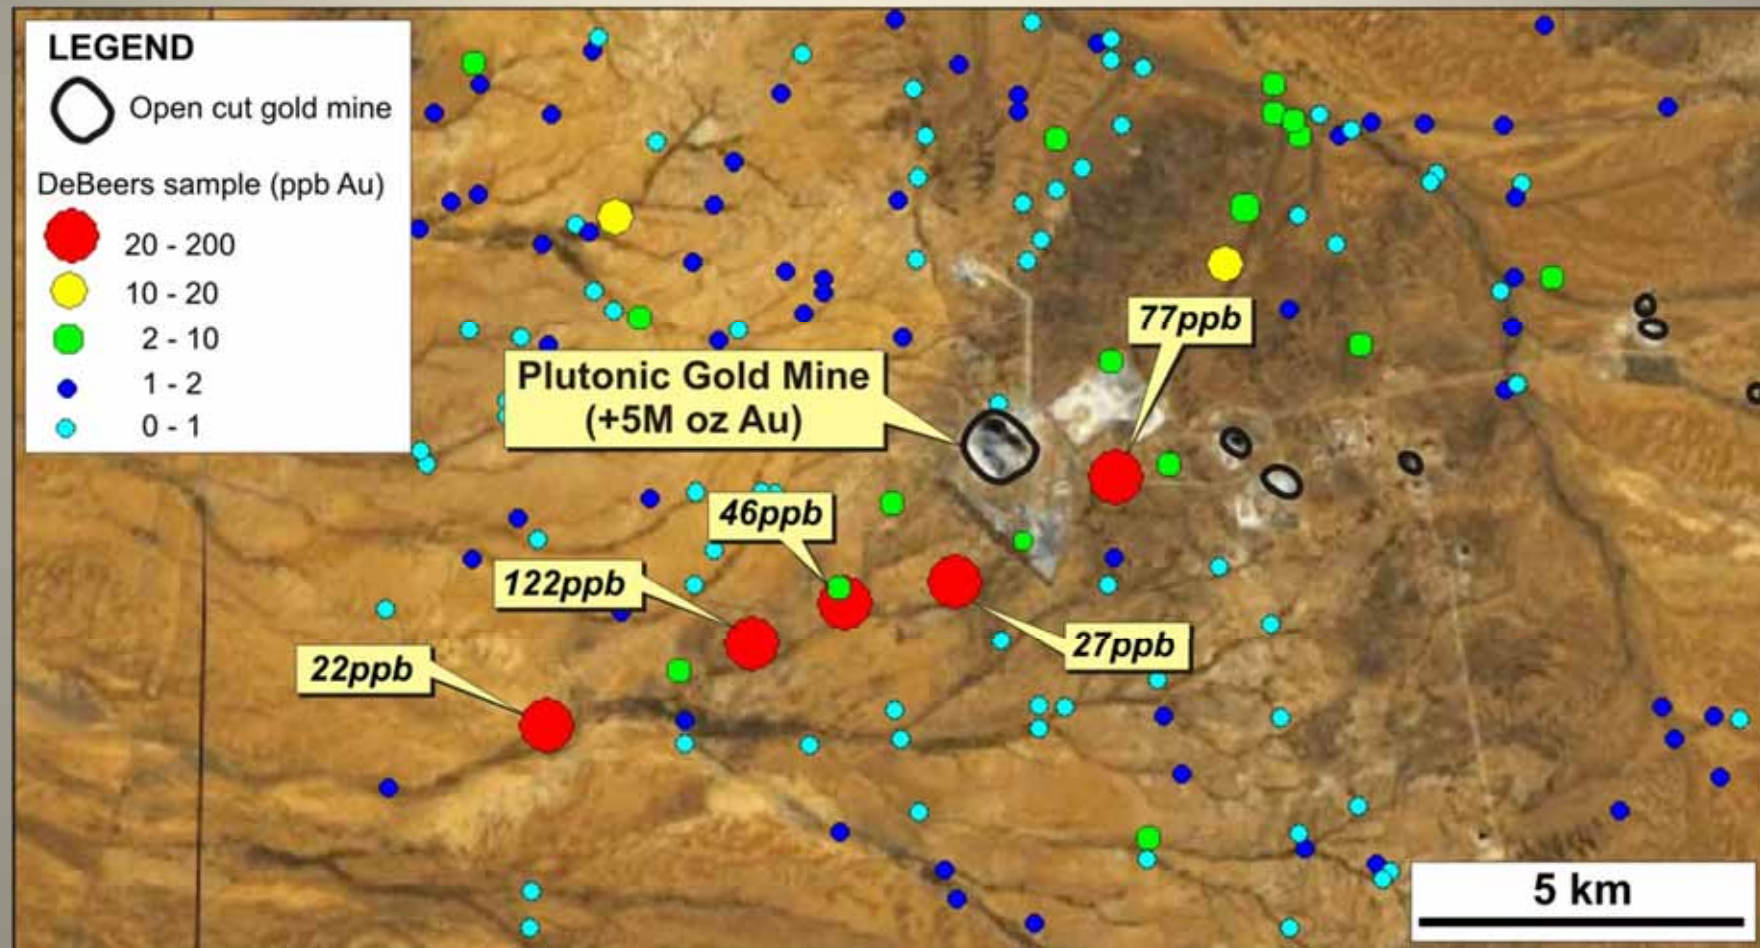 LEGEND
Open cut gold mine
DeBeers sample (ppb Au)
20 - 200
10 - 20
2 - 10
1 - 2
0 - 1
77ppb
Plutonic Gold Mine
(+5M oz Au)
46ppb
122ppb
27ppb
22ppb
5 km